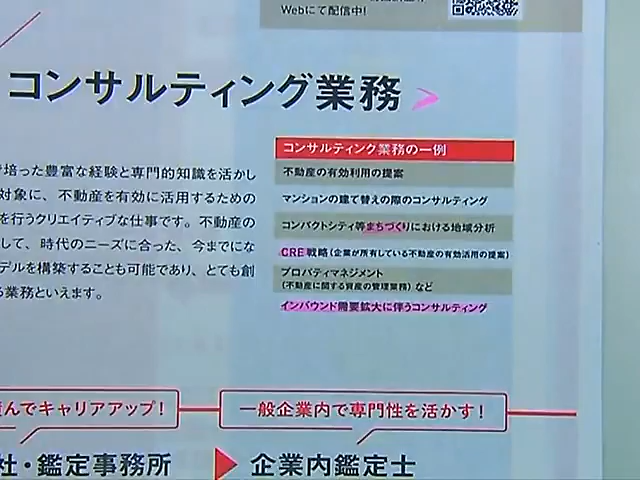 Webにて配信中!
コンサルティング業務
培った豊富な経験と専門的知識を活かし
対象に、不動産を有効に活用するための
を行うクリエイティブな仕事です。不動産の
して、時代のニーズに合った、今までにな
デルを構築することも可能であり、とても創
業務といえます。
コンサルティング業務の一例
不動産の有効利用の提案
マンションの建て替えの際のコンサルティング
コンパクトシティ等まちづくりにおける地域分析
CRE戦略(企業が所有している不動産の有効活用の提案)
プロパティマネジメント
(不動産に関する資産の管理業務)など
インバウンド需要拡大に伴うコンサルティング
んでキャリアアップ!
一般企業内で専門性を活かす!
社・鑑定事務所
企業内鑑定士